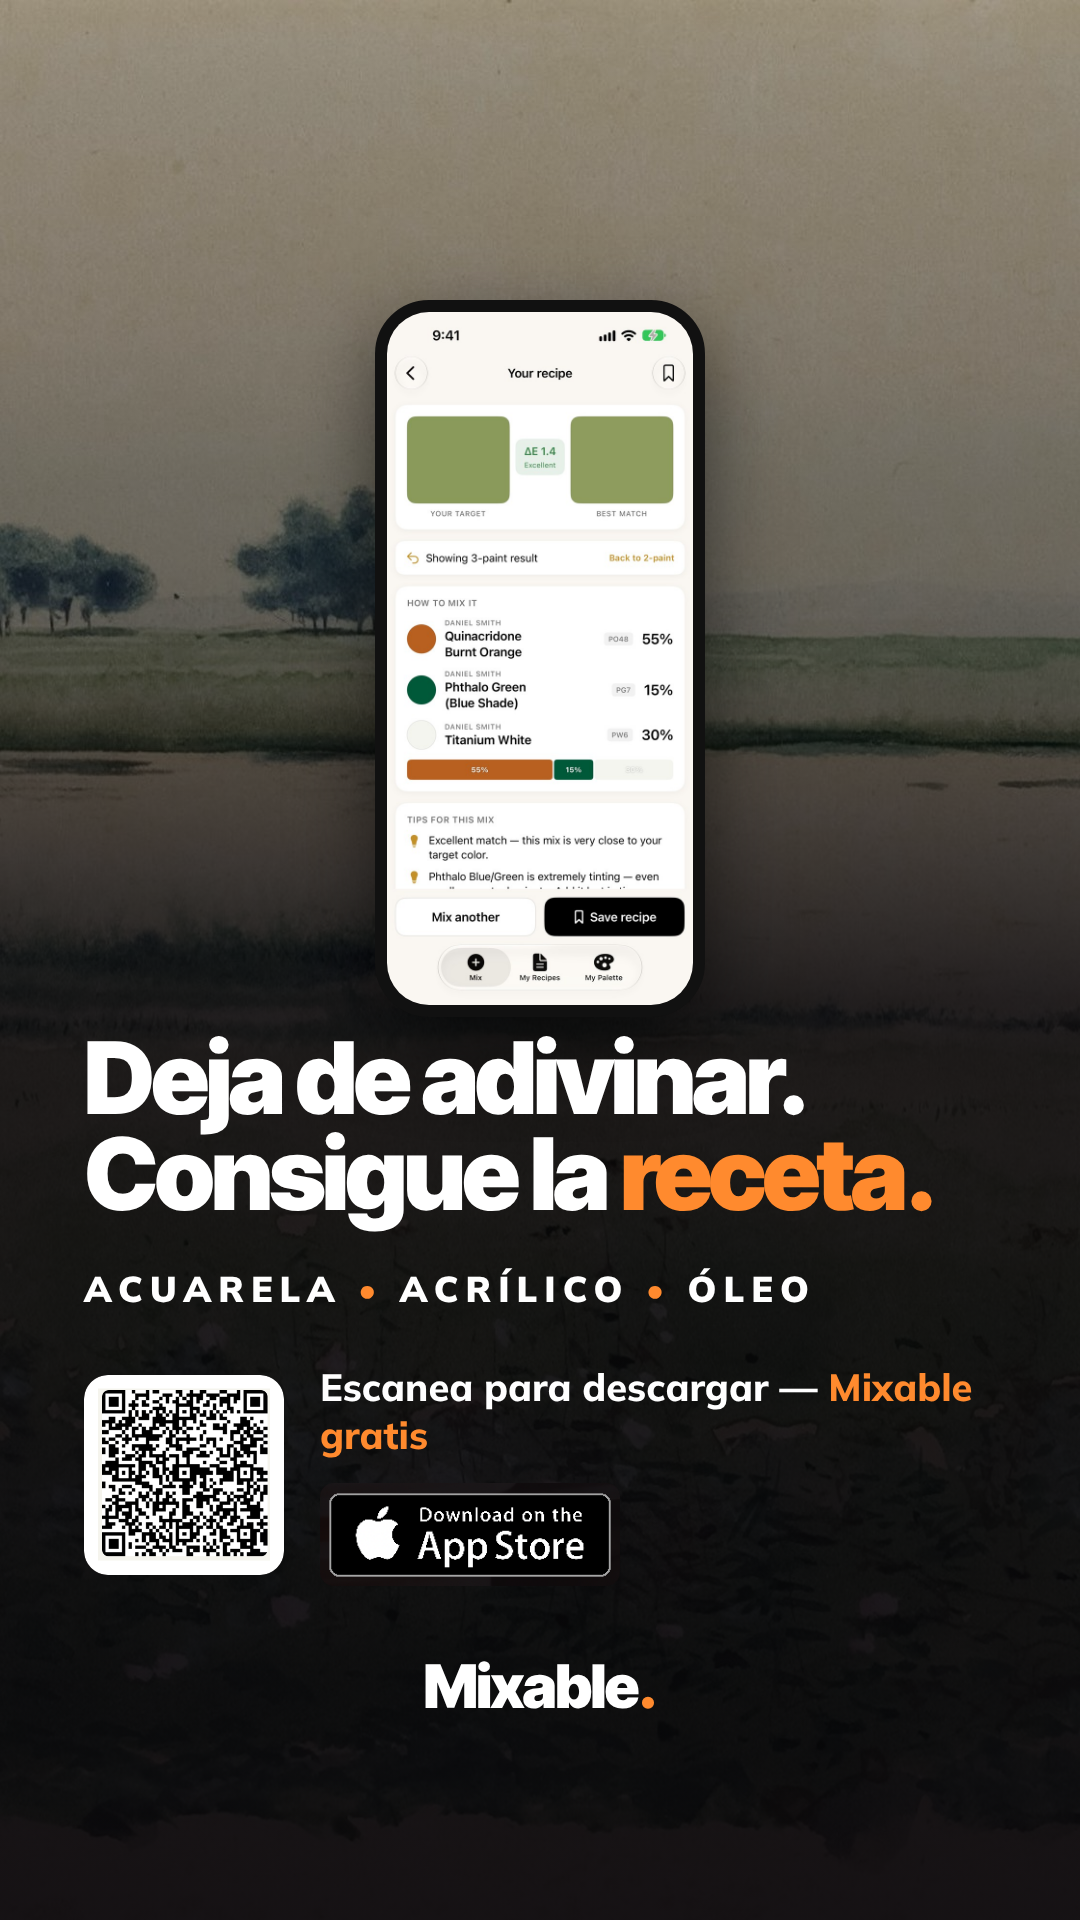 9:41
Your recipe
ΔE 1.4
Excellent
YOUR TARGET
BEST MATCH
Showing 3-paint result
Back to 2-paint
HOW TO MIX IT
DANIEL SMITH
Quinacridone
Burnt Orange
PO48
55%
DANIEL SMITH
Phthalo Green
(Blue Shade)
PG7
15%
DANIEL SMITH
Titanium White
PW6
30%
55%
15%
TIPS FOR THIS MIX
Excellent match — this mix is very close to your
target color.
Phthalo Blue/Green is extremely tinting — even
Mix another
Save recipe
Mix
My Recipes
My Palette
Deja de adivinar.
Consigue la receta.
ACUARELA • ACRÍLICO • ÓLEO
Escanea para descargar — Mixable
gratis
Download on the
App Store
Mixable.